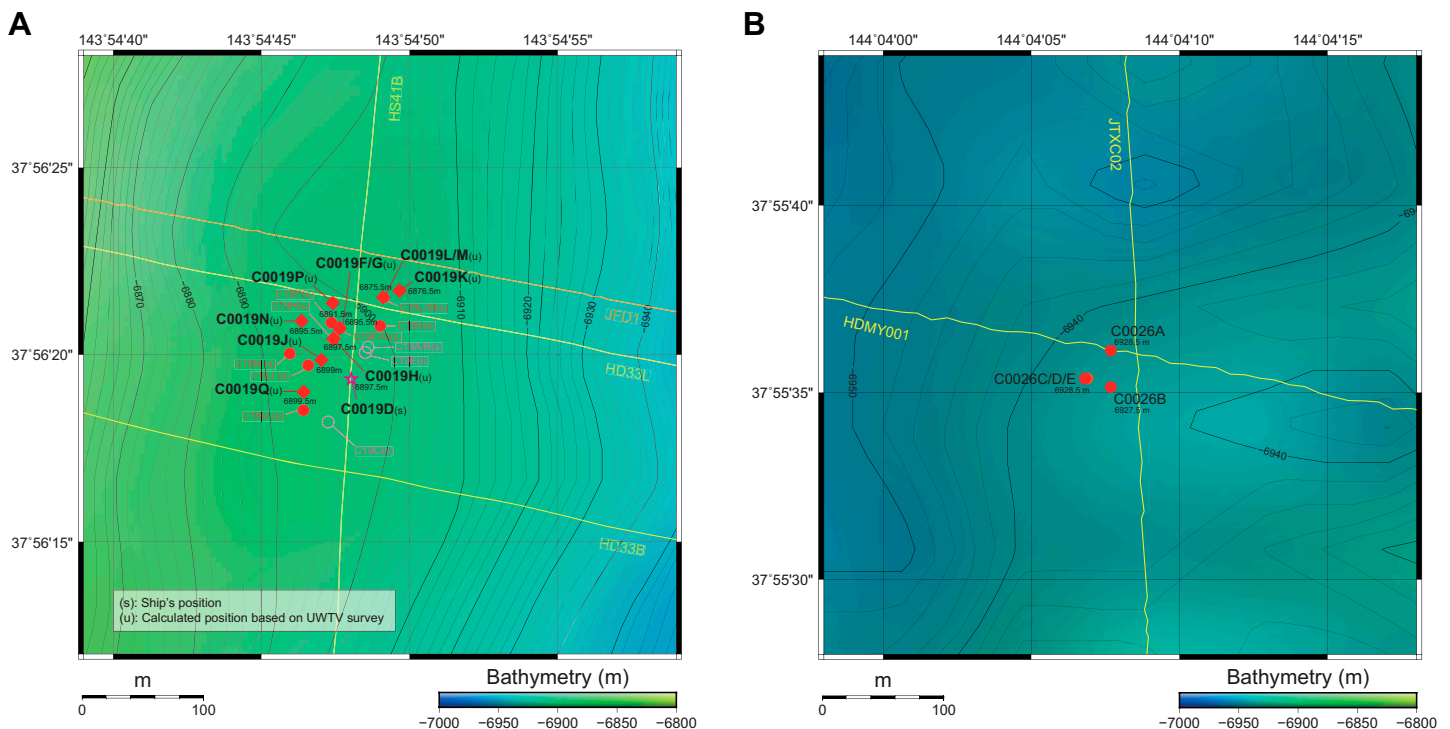 A
143˚54'40"
143˚54'45"
143˚54'50"
143˚54'55"
37˚56'25"
37˚56'20"
37˚56'15"
HS41B
JFD1
HD33L
HD33B
−6870
−6880
−6890
−6900
−6910
−6920
−6930
−6940
C0019L/M(u)
C0019F/G(u)
C0019K(u)
C0019P(u)
6875.5m
6876.5m
6891.5m
C0019N(u)
6895.5m
6895.5m
6897.5m
C0019J(u)
6899m
C0019H(u)
6897.5m
C0019Q(u)
6899.5m
C0019D(s)
(s): Ship's position
(u): Calculated position based on UWTV survey
m
0 100
Bathymetry (m)
−7000 −6950 −6900 −6850 −6800
B
144˚04'00"
144˚04'05"
144˚04'10"
144˚04'15"
37˚55'40"
37˚55'35"
37˚55'30"
JTXC02
HDMY001
−6940
−6950
−6940
C0026A
6928.5 m
C0026C/D/E
6928.5 m
C0026B
6927.5 m
m
0 100
Bathymetry (m)
−7000 −6950 −6900 −6850 −6800